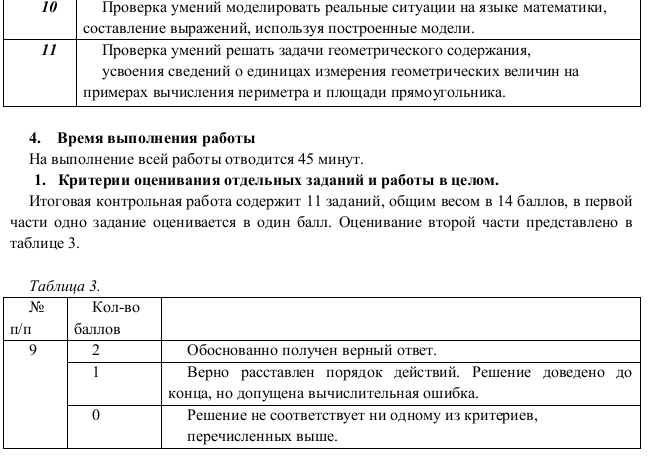 10 Проверка умений моделировать реальные ситуации на языке математики,
составление выражений, используя построенные модели.
11 Проверка умений решать задачи геометрического содержания,
усвоения сведений о единицах измерения геометрических величин на
примерах вычисления периметра и площади прямоугольника.
4. Время выполнения работы
На выполнение всей работы отводится 45 минут.
1. Критерии оценивания отдельных заданий и работы в целом.
Итоговая контрольная работа содержит 11 заданий, общим весом в 14 баллов, в первой
части одно задание оценивается в один балл. Оценивание второй части представлено в
таблице 3.
Таблица 3.
№ Кол-во
п/п баллов
9 2 Обоснованно получен верный ответ.
1 Верно расставлен порядок действий. Решение доведено до
конца, но допущена вычислительная ошибка.
0 Решение не соответствует ни одному из критериев,
перечисленных выше.